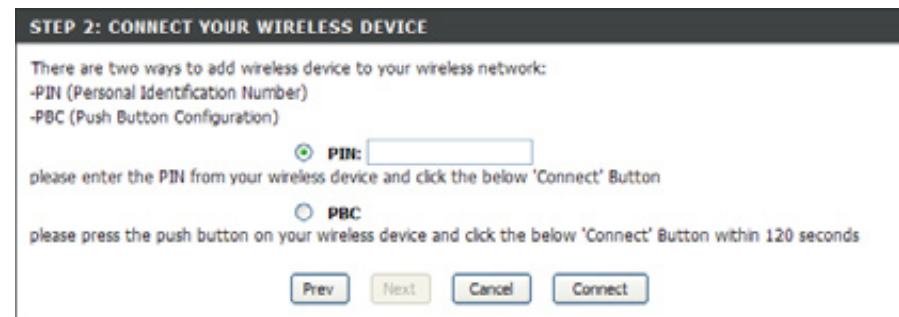 STEP 2: CONNECT YOUR WIRELESS DEVICE
There are two ways to add wireless device to your wireless network:
-PIN (Personal Identification Number)
-PBC (Push Button Configuration)
PIN:
please enter the PIN from your wireless device and click the below 'Connect' Button
PBC
please press the push button on your wireless device and click the below 'Connect' Button within 120 seconds
Prev Next Cancel Connect